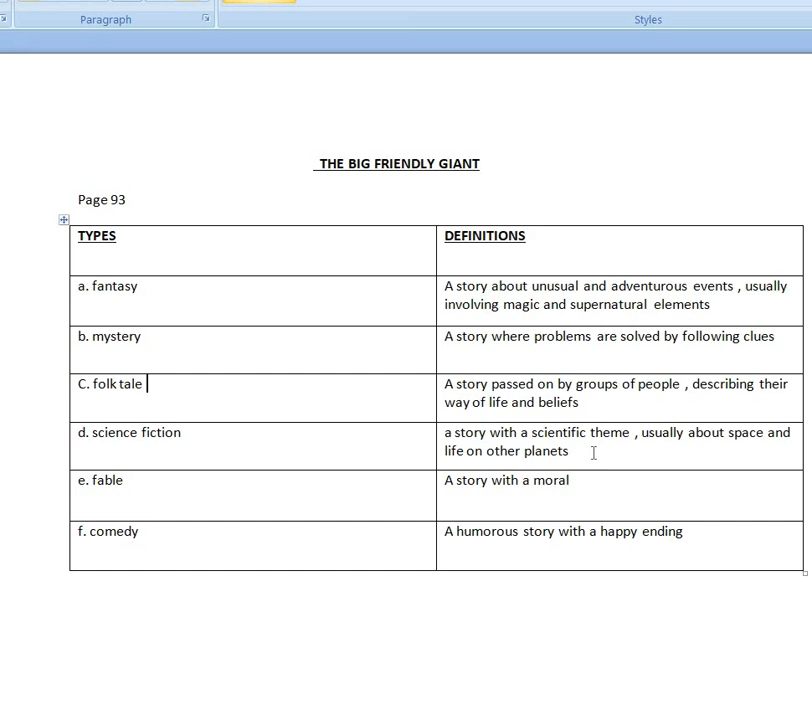 Paragraph
Styles
THE BIG FRIENDLY GIANT
Page 93
TYPES
DEFINITIONS
a. fantasy
A story about unusual and adventurous events , usually
involving magic and supernatural elements
b. mystery
A story where problems are solved by following clues
C. folk tale
A story passed on by groups of people , describing their
way of life and beliefs
d. science fiction
a story with a scientific theme , usually about space and
life on other planets
e. fable
A story with a moral
f. comedy
A humorous story with a happy ending